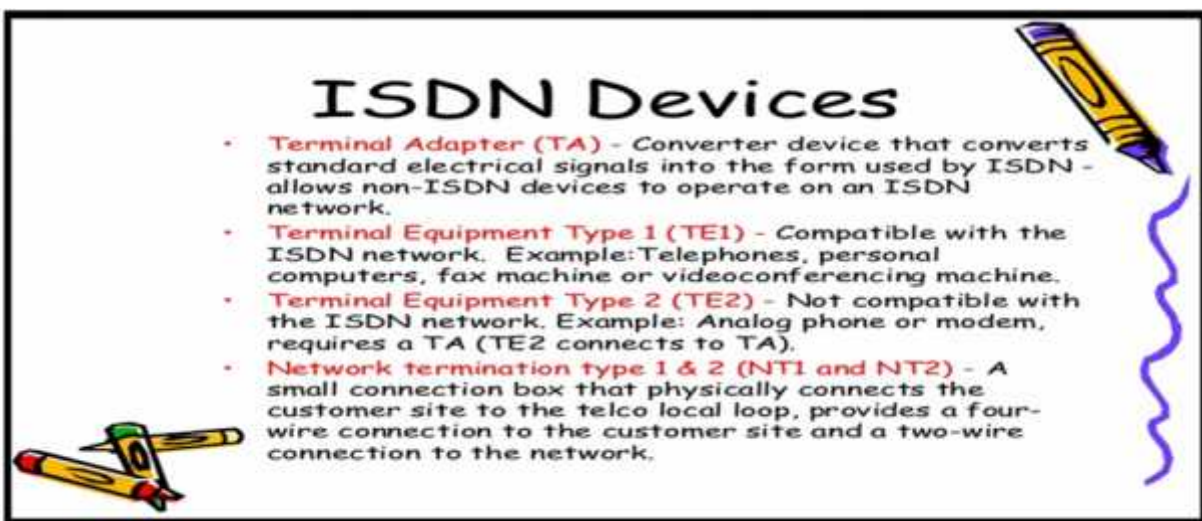 ISDN Devices
• Terminal Adapter (TA) - Converter device that converts
standard electrical signals into the form used by ISDN -
allows non-ISDN devices to operate on an ISDN
network.
• Terminal Equipment Type 1 (TE1) - Compatible with the
ISDN network. Example:Telephones, personal
computers, fax machine or videoconferencing machine.
• Terminal Equipment Type 2 (TE2) - Not compatible with
the ISDN network. Example: Analog phone or modem,
requires a TA (TE2 connects to TA).
• Network termination type 1 & 2 (NT1 and NT2) - A
small connection box that physically connects the
customer site to the telco local loop, provides a four-
wire connection to the customer site and a two-wire
connection to the network.